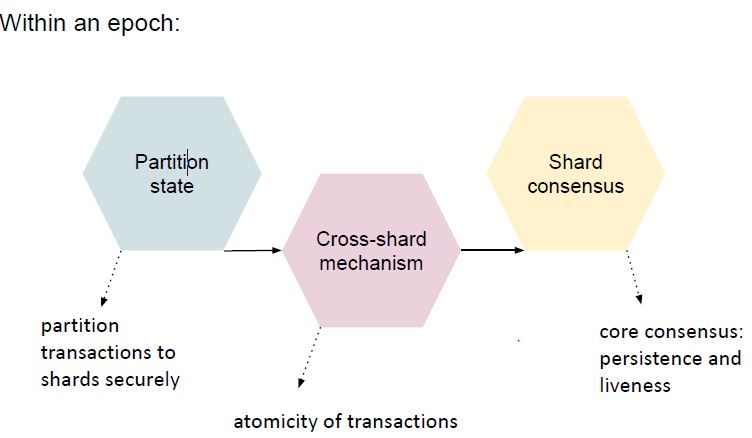 Within an epoch:
Partition
state
Cross-shard
mechanism
Shard
consensus
partition
transactions to
shards securely
atomicity of transactions
core consensus:
persistence and
liveness